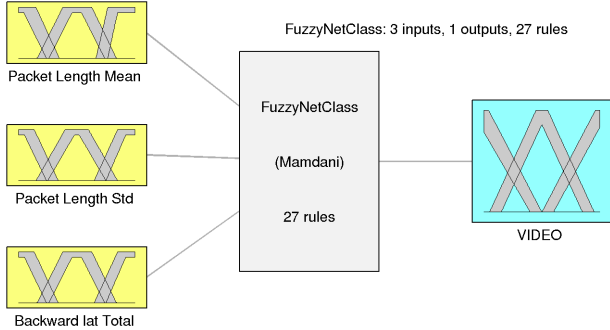 FuzzyNetClass: 3 inputs, 1 outputs, 27 rules
Packet Length Mean
FuzzyNetClass
(Mamdani)
27 rules
Packet Length Std
VIDEO
Backward Iat Total